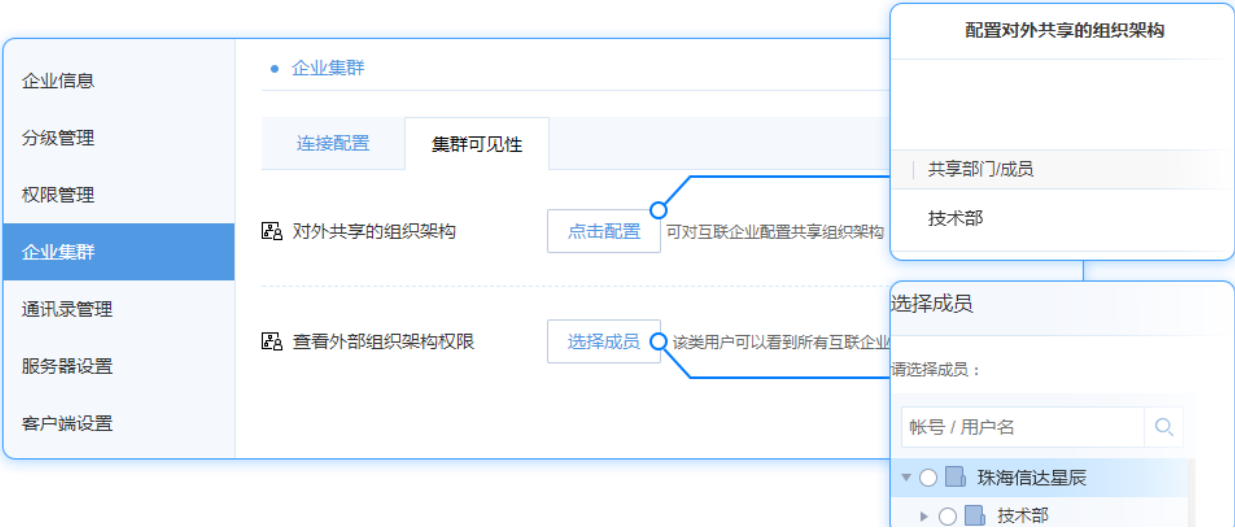 企业信息
分级管理
权限管理
企业集群
通讯录管理
服务器设置
客户端设置
企业集群
连接配置
集群可见性
对外共享的组织架构
点击配置
可对互联企业配置共享组织架构
查看外部组织架构权限
选择成员
该类用户可以看到所有互联企业
配置对外共享的组织架构
共享部门/成员
技术部
选择成员
请选择成员：
帐号 / 用户名
珠海信达星辰
技术部